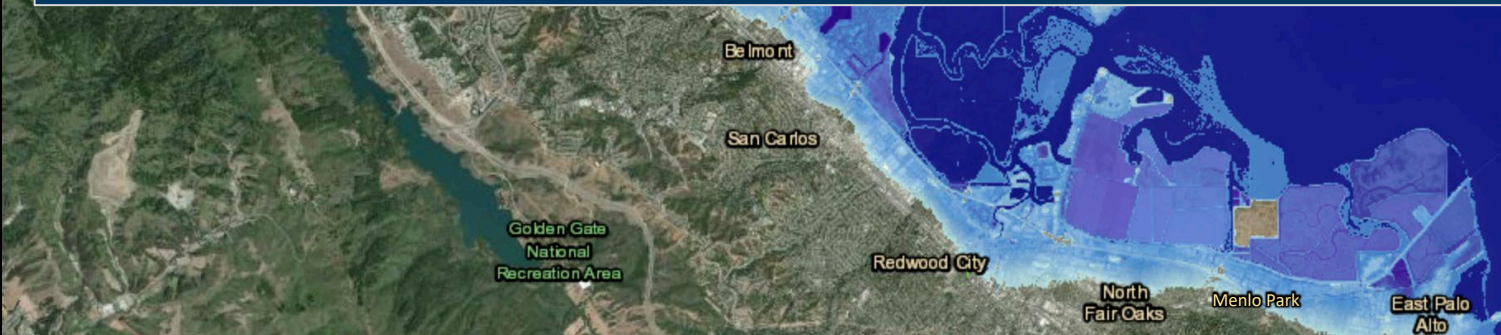 Belmont
San Carlos
Golden Gate
National
Recreation Area
Redwood City
North
Fair Oaks
Menlo Park
East Palo
Alto